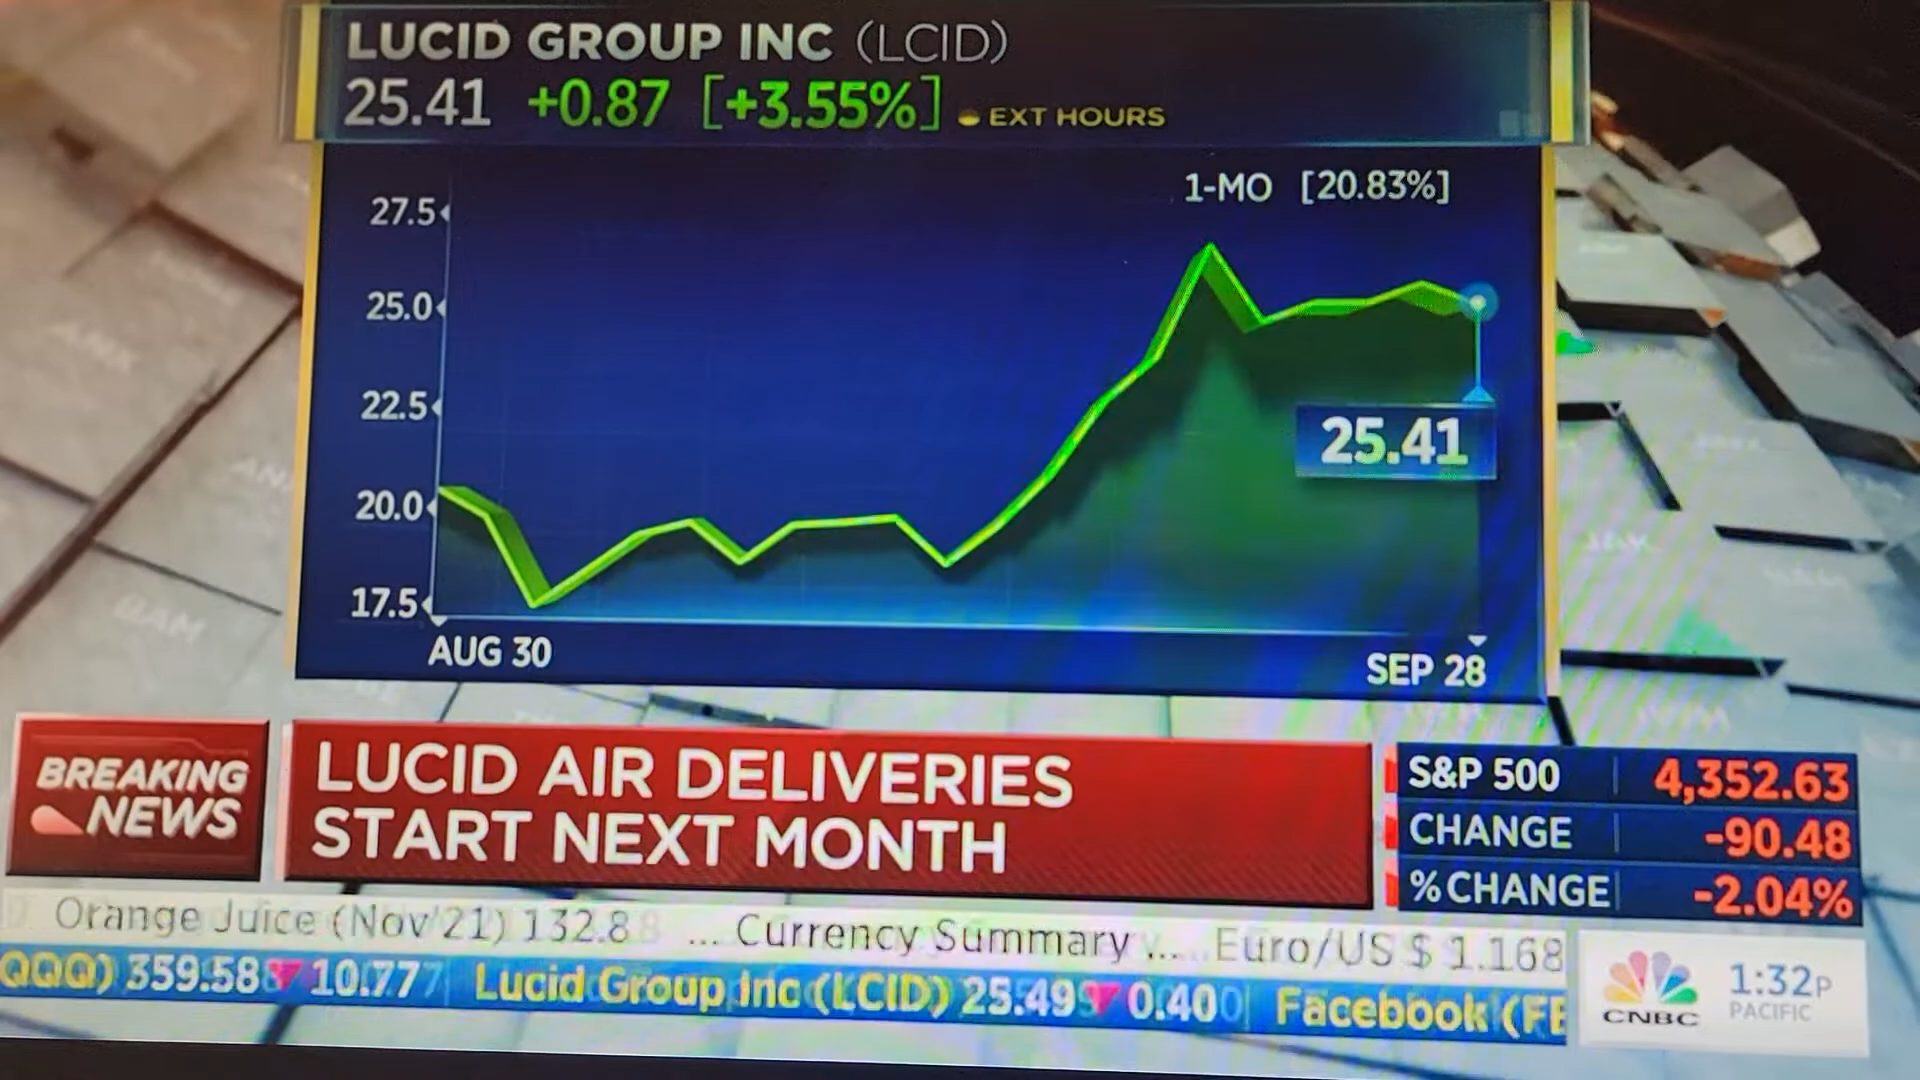 LUCID GROUP INC (LCID)
25.41 +0.87 [+3.55%] EXT HOURS
1-MO [20.83%]
27.5
25.0
22.5
20.0
17.5
25.41
AUG 30
SEP 28
BREAKING
NEWS
LUCID AIR DELIVERIES
START NEXT MONTH
S&P 500 4,352.63
CHANGE -90.48
% CHANGE -2.04%
Orange Juice (Nov'21) 132.8 ... Currency Summary ... Euro/US $ 1.168
QQQ) 359.58 ▼ 10.77 Lucid Group Inc (LCID) 25.49 ▼ 0.40 Facebook (FE
CNBC
1:32P
PACIFIC